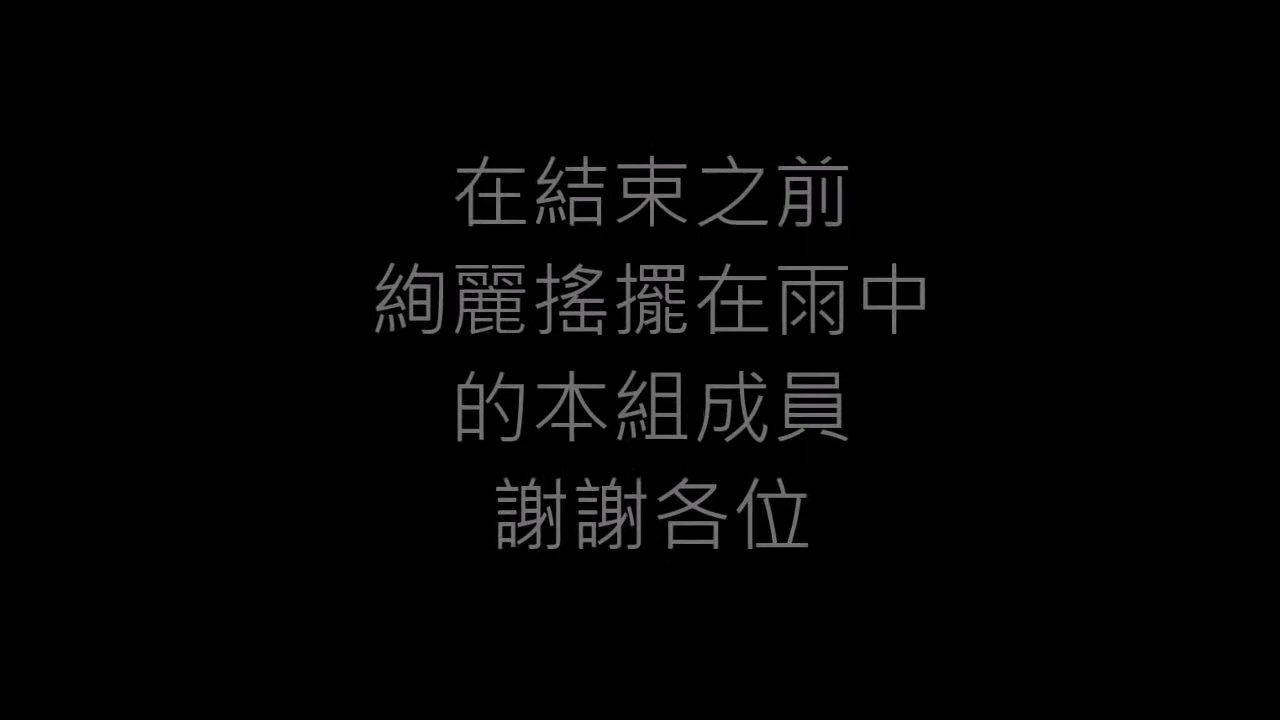 在結束之前
絢麗搖擺在雨中
的本組成員
謝謝各位